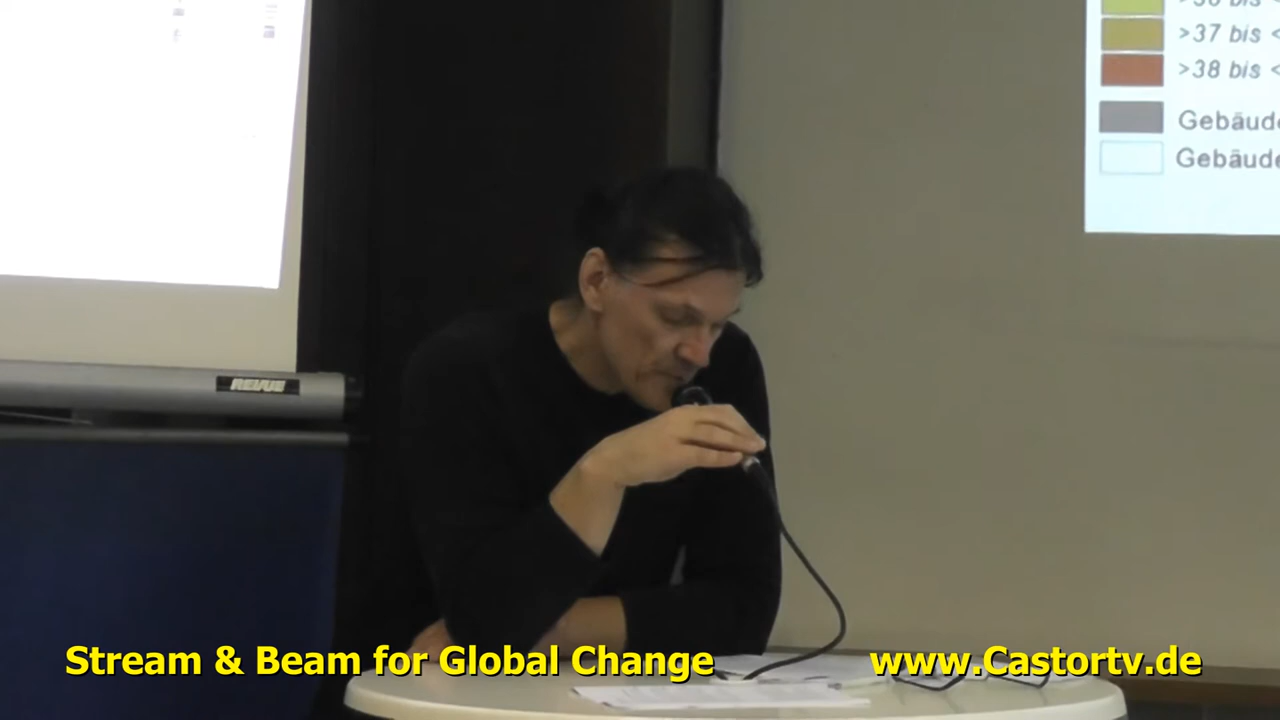 >37 bis <
>38 bis <
Gebäude
Gebäude
REVUE
Stream & Beam for Global Change
www.Castortv.de